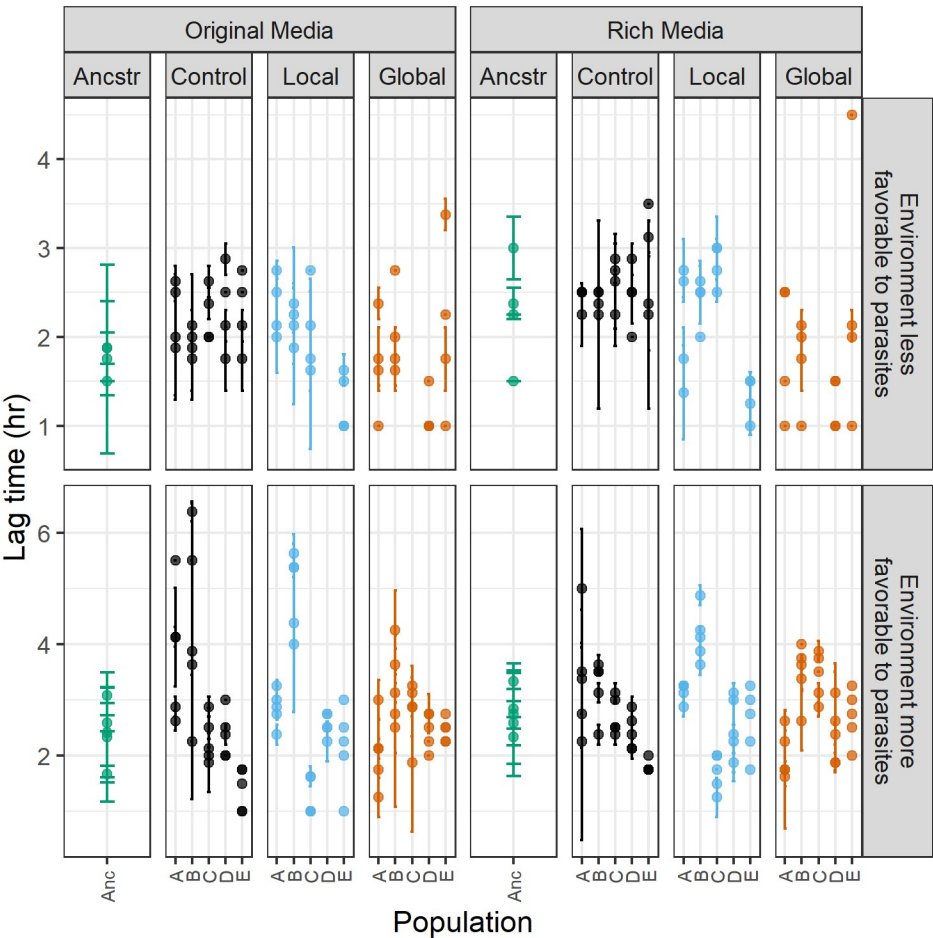 Original Media Rich Media
Ancstr Control Local Global Ancstr Control Local Global
4
3
2
1
Environment less
favorable to parasites
Lag time (hr)
6
4
2
Environment more
favorable to parasites
Anc A B C D E A B C D E A B C D E Anc A B C D E A B C D E A B C D E
Population